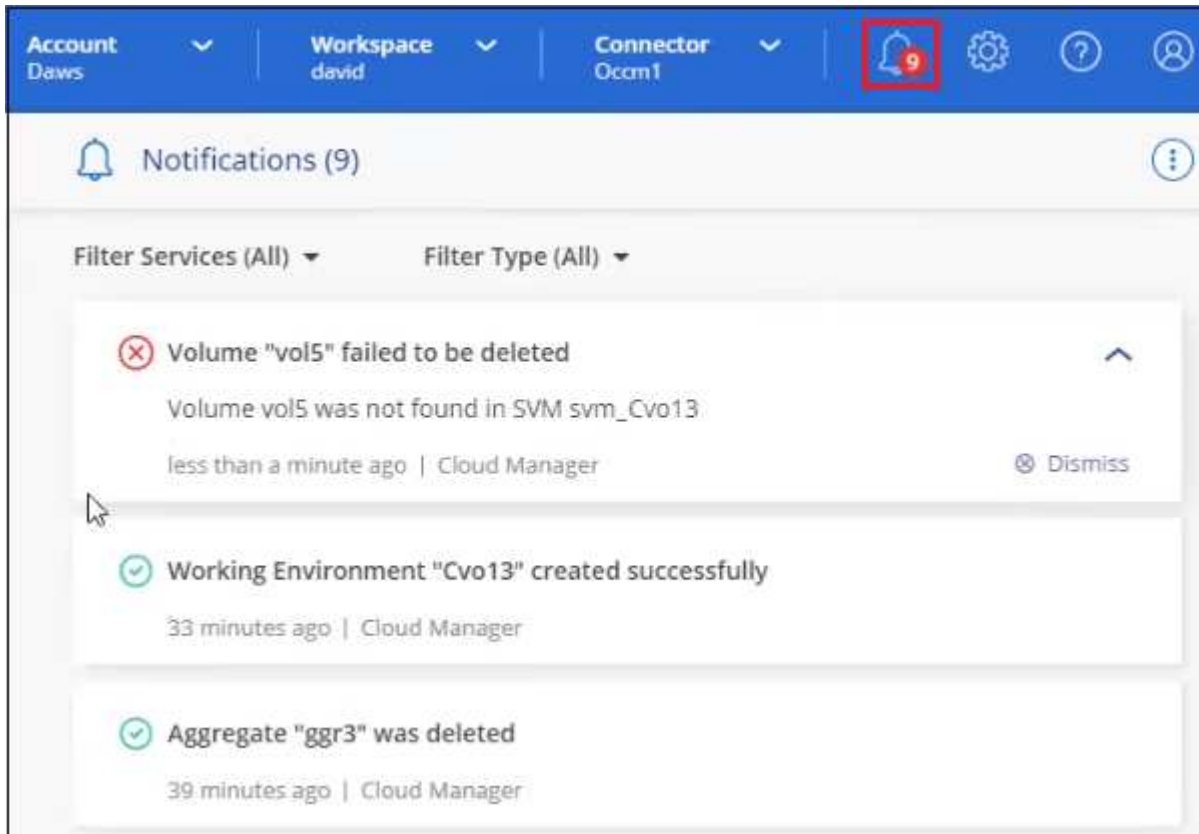 Account
Daws
Workspace
david
Connector
Occm1
9
Notifications (9)
Filter Services (All)
Filter Type (All)
Volume "vol5" failed to be deleted
Volume vol5 was not found in SVM svm_Cvo13
less than a minute ago | Cloud Manager
Dismiss
Working Environment "Cvo13" created successfully
33 minutes ago | Cloud Manager
Aggregate "ggr3" was deleted
39 minutes ago | Cloud Manager